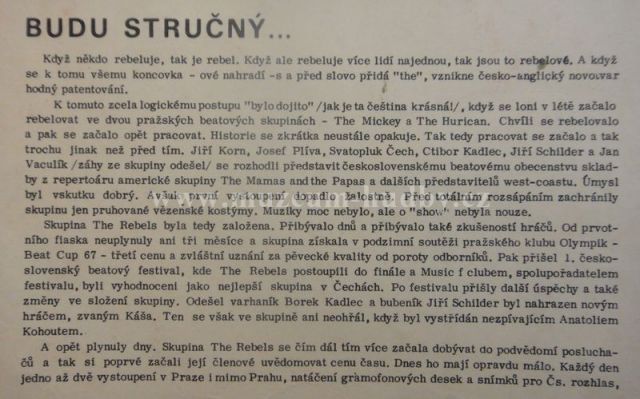 BUDU STRUČNÝ...
Když někdo rebeluje, tak je rebel. Když ale rebeluje více lidí najednou, tak jsou to rebelové. A když
se k tomu všemu koncovka - ové nahradí -s a před slovo přidá "the", vznikne česko-anglický novotvar
hodný patentování.
K tomuto zcela logickému postupu "bylo dojito" /jak je ta čeština krásná!/, když se loni v létě začalo
rebelovat ve dvou pražských beatových skupinách - The Mickey a The Hurican. Chvíli se rebelovalo
a pak se začalo opět pracovat. Historie se zkrátka neustále opakuje. Tak tedy pracovat se začalo a tak
trochu jinak než před tím. Jiří Korn, Josef Plíva, Svatopluk Čech, Ctibor Kadlec, Jiří Schilder a Jan
Vaculík /záhy ze skupiny odešel/ se rozhodli představit československému beatovému obecenstvu sklad-
by z repertoáru americké skupiny The Mamas and the Papas a dalších představitelů west-coastu. Úmysl
byl vskutku dobrý. Avšak první vystoupení dopadlo žalostně. Před totálním rozsápáním zachránily
skupinu jen pruhované vězenské kostýmy. Muziky moc nebylo, ale o "show" nebyla nouze.
Skupina The Rebels byla tedy založena. Přibývalo dnů a přibývalo také zkušeností hráčů. Od prvot-
ního fiaska neuplynuly ani tři měsíce a skupina získala v podzimní soutěži pražského klubu Olympik -
Beat Cup 67 - třetí cenu a zvláštní uznání za pěvecké kvality od poroty odborníků. Pak přišel 1. česko-
slovenský beatový festival, kde The Rebels postoupili do finále a Music f clubem, spolupořadatelem
festivalu, byli vyhodnoceni jako nejlepší skupina v Čechách. Po festivalu přišly další úspěchy a také
změny ve složení skupiny. Odešel varhaník Borek Kadlec a bubeník Jiří Schilder byl nahrazen novým
hráčem, zvaným Káša. Ten se však ve skupině ani neohřál, když byl vystřídán nezpívajícím Anatoliem
Kohoutem.
A opět plynuly dny. Skupina The Rebels se čím dál tím více začala dobývat do podvědomí poslucha-
čů a tak si poprvé začali její členové uvědomovat cenu času. Dnes ho mají opravdu málo. Každý den
jedno až dvě vystoupení v Praze i mimo Prahu, natáčení gramofonových desek a snímků pro Čs. rozhlas,